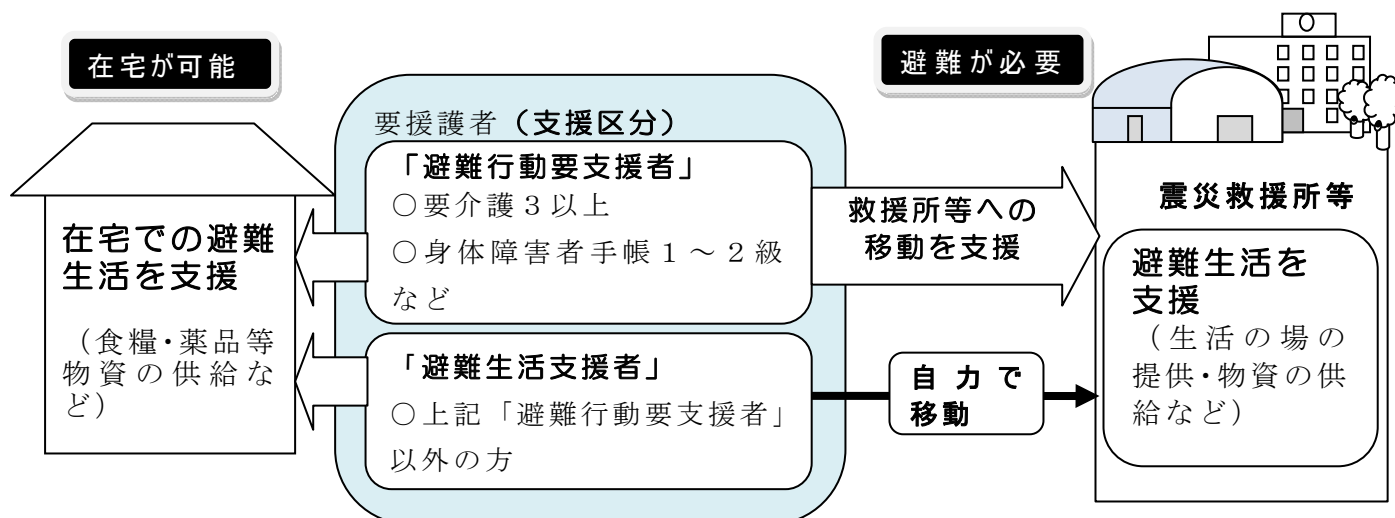 在宅が可能
避難が必要
要援護者（支援区分）
「避難行動要支援者」
○要介護３以上
○身体障害者手帳１～２級
など
「避難生活支援者」
○上記「避難行動要支援者」
以外の方
在宅での避難
生活を支援
（食糧・薬品等
物資の供給な
ど）
救援所等への
移動を支援
自力で
移動
震災救援所等
避難生活を
支援
（生活の場の
提供・物資の供
給など）